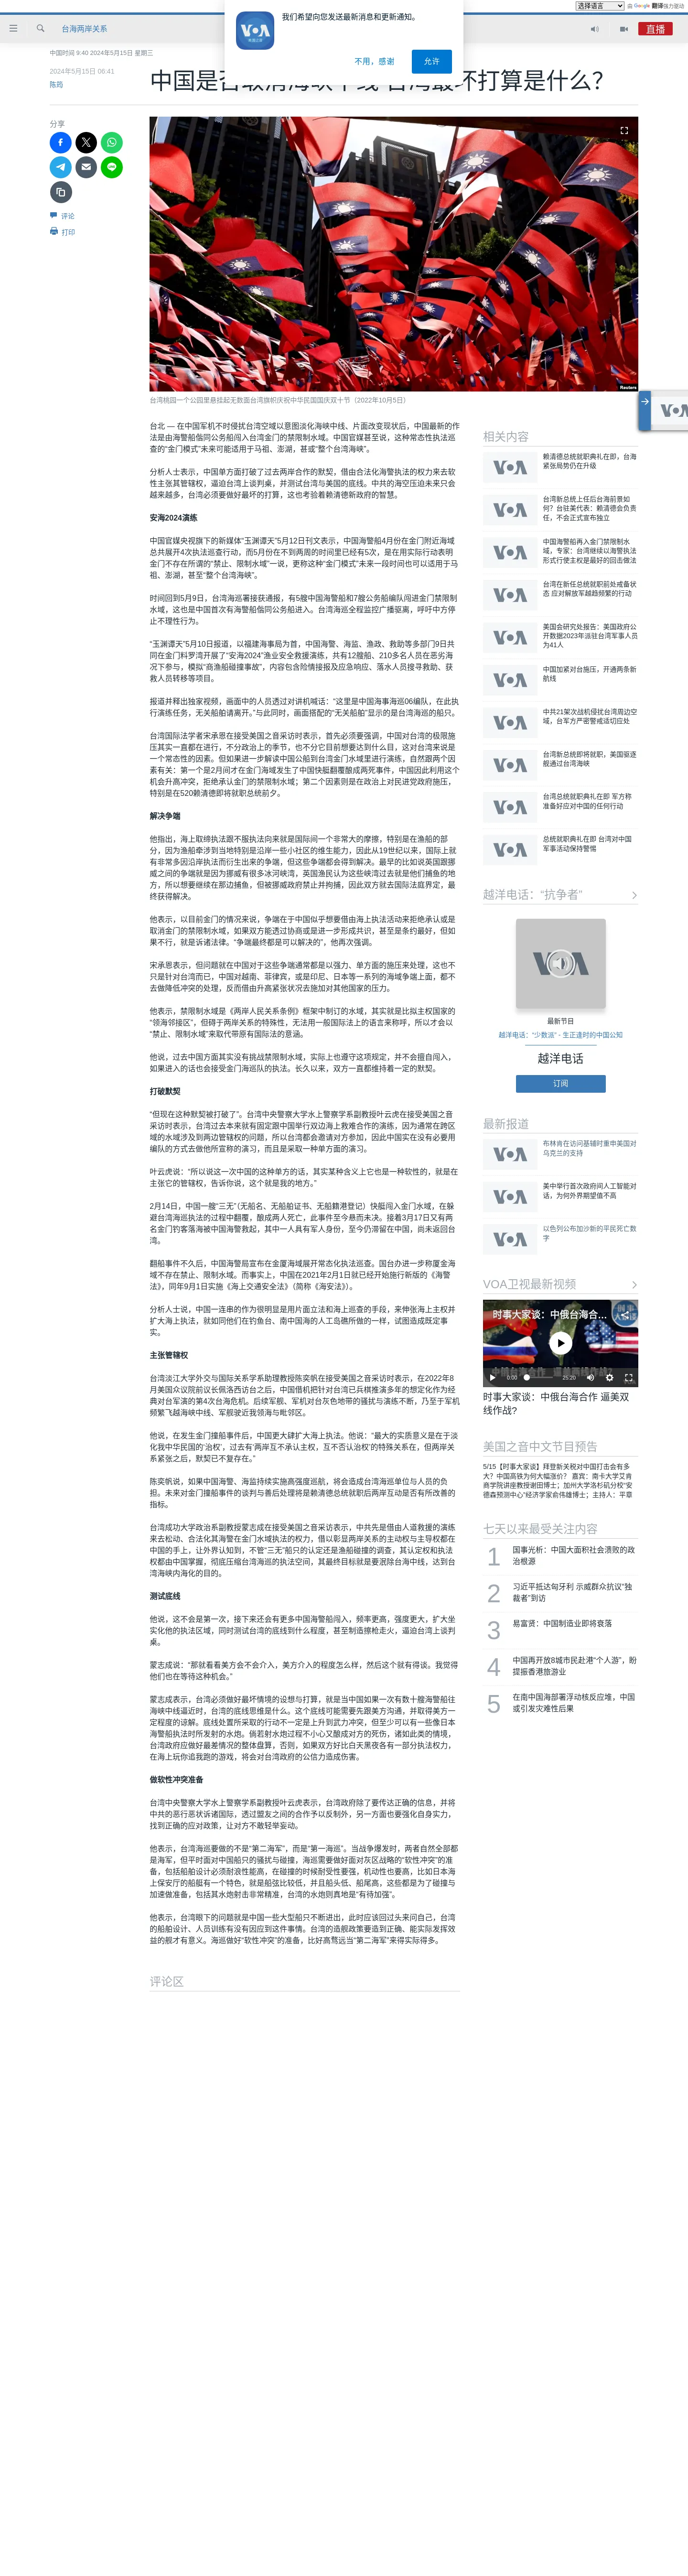 选择语言
由 Google 翻译强力驱动
我们希望向您发送最新消息和更新通知。
不用，感谢
允许
台海两岸关系
直播
中国时间 9:40 2024年5月15日 星期三
2024年5月15日 06:41
陈筠
分享
评论
打印
Reuters
台湾桃园一个公园里悬挂起无数面台湾旗帜庆祝中华民国国庆双十节（2022年10月5日）
台北 — 在中国军机不时侵扰台湾空域以意图淡化海峡中线、片面改变现状后，中国最新的作
法是由海警船借同公务船闯入台湾金门的禁限制水域。中国官媒甚至说，这种常态性执法巡
查的“金门模式”未来可能适用于马祖、澎湖，甚或“整个台湾海峡”。
分析人士表示，中国单方面打破了过去两岸合作的默契，借由合法化海警执法的权力来去软
性主张其管辖权，逼迫台湾上谈判桌，并测试台湾与美国的底线。中共的海空压迫未来只会
越来越多，台湾必须要做好最坏的打算，这也考验着赖清德新政府的智慧。
安海2024演练
中国官媒央视旗下的新媒体“玉渊谭天”5月12日刊文表示，中国海警船4月份在金门附近海域
总共展开4次执法巡查行动，而5月份在不到两周的时间里已经有5次，是在用实际行动表明
金门不存在所谓的“禁止、限制水域”一说，更称这种“金门模式”未来一段时间也可以适用于马
祖、澎湖，甚至“整个台湾海峡”。
时间回到5月9日，台湾海巡署接获通报，有5艘中国海警船和7艘公务船编队闯进金门禁限制
水域，这也是中国首次有海警船偕同公务船进入。台湾海巡全程监控广播驱离，呼吁中方停
止不理性行为。
“玉渊谭天”5月10日报道，以福建海事局为首，中国海警、海监、渔政、救助等多部门9日共
同在金门料罗湾开展了“安海2024”渔业安全救援演练，共有12艘船、210多名人员在恶劣海
况下参与，模拟“商渔船碰撞事故”，内容包含险情接报及应急响应、落水人员搜寻救助、获
救人员转移等项目。
报道并释出独家视频，画面中的人员透过对讲机喊话：“这里是中国海事海巡06编队，在此执
行演练任务，无关船舶请离开。”与此同时，画面搭配的“无关船舶”显示的是台湾海巡的船只。
台湾国际法学者宋承恩在接受美国之音采访时表示，首先必须要强调，中国对台湾的极限施
压其实一直都在进行，不分政治上的季节，也不分它目前想要达到什么目，这对台湾来说是
一个常态性的因素。但如果进一步解读中国公船到台湾金门水域里进行演练，自然跟两个因
素有关：第一个是2月间才在金门海域发生了中国快艇翻覆酿成两死事件，中国因此利用这个
机会升高冲突，拒绝承认金门的禁限制水域；第二个因素则是在政治上对民进党政府施压，
特别是在520赖清德即将就职总统前夕。
解决争端
他指出，海上取缔执法跟不服执法向来就是国际间一个非常大的摩擦，特别是在渔船的部
分，因为渔船牵涉到当地特别是沿岸一些小社区的维生能力，因此从19世纪以来，国际上就
有非常多因沿岸执法而衍生出来的争端，但这些争端都会得到解决。最早的比如说英国跟挪
威之间的争端就是因为挪威有很多冰河峡湾，英国渔民认为这些峡湾过去就是他们捕鱼的地
方，所以想要继续在那边捕鱼，但被挪威政府禁止并拘捕，因此双方就去国际法庭界定，最
终获得解决。
他表示，以目前金门的情况来说，争端在于中国似乎想要借由海上执法活动来拒绝承认或是
取消金门的禁限制水域，如果双方能透过协商或是进一步形成共识，甚至是条约最好，但如
果不行，就是诉诸法律。“争端最终都是可以解决的”，他再次强调。
宋承恩表示，但问题就在中国对于这些争端通常都是以强力、单方面的施压来处理，这也不
只是针对台湾而已，中国对越南、菲律宾，或是印尼、日本等一系列的海域争端上面，都不
去做降低冲突的处理，反而借由升高紧张状况去施加对其他国家的压力。
他表示，禁限制水域是《两岸人民关系条例》框架中制订的水域，其实就是比拟主权国家的
“领海邻接区”，但碍于两岸关系的特殊性，无法用一般国际法上的语言来称呼，所以才会以
“禁止、限制水域”来取代带原有国际法的意涵。
他说，过去中国方面其实没有挑战禁限制水域，实际上也遵守这项规定，并不会擅自闯入，
如果进入的话也会接受金门海巡队的执法。长久以来，双方一直都维持着一定的默契。
打破默契
“但现在这种默契被打破了”。台湾中央警察大学水上警察学系副教授叶云虎在接受美国之音
采访时表示，台湾过去本来就有固定跟中国举行双边海上救难合作的演练，因为通常在跨区
域的水域涉及到两边管辖权的问题，所以台湾都会邀请对方参加，因此中国实在没有必要用
编队的方式去做他所宣称的演习，而且是采取一种单方面的演习。
叶云虎说：“所以说这一次中国的这种单方的话，其实某种含义上它也是一种软性的，就是在
主张它的管辖权，告诉你说，这个就是我的地方。”
2月14日，中国一艘“三无”（无船名、无船舶证书、无船籍港登记）快艇闯入金门水域，在躲
避台湾海巡执法的过程中翻覆，酿成两人死亡，此事件至今悬而未决。接着3月17日又有两
名金门钓客落海被中国海警救起，其中一人具有军人身份，至今仍滞留在中国，尚未返回台
湾。
翻船事件不久后，中国海警局宣布在金厦海域展开常态化执法巡查。国台办进一步称厦金海
域不存在禁止、限制水域。而事实上，中国在2021年2月1日就已经开始施行新版的《海警
法》，同年9月1日实施《海上交通安全法》（简称《海安法》）。
分析人士说，中国一连串的作为很明显是用片面立法和海上巡查的手段，来伸张海上主权并
扩大海上执法，就如同他们在钓鱼台、南中国海的人工岛礁所做的一样，试图造成既定事
实。
主张管辖权
台湾淡江大学外交与国际关系学系助理教授陈奕帆在接受美国之音采访时表示，在2022年8
月美国众议院前议长佩洛西访台之后，中国借机把针对台湾已兵棋推演多年的想定化作为经
典对台军演的第4次台海危机。后续军舰、军机对台灰色地带的骚扰与演练不断，乃至于军机
频繁飞越海峡中线、军舰驶近我领海与毗邻区。
他说，在发生金门撞船事件后，中国更大肆扩大海上执法。他说：“最大的实质意义是在于淡
化我中华民国的‘治权’，过去有‘两岸互不承认主权，互不否认治权’的特殊关系在，但两岸关
系紧张之后，默契已不复存在。”
陈奕帆说，如果中国海警、海监持续实施高强度巡航，将会造成台湾海巡单位与人员的负
担。未来对金门撞船事件的谈判与善后处理将是赖清德总统就职后两岸互动是否有所改善的
指标。
台湾成功大学政治系副教授蒙志成在接受美国之音采访表示，中共先是借由人道救援的演练
来去松动、合法化其海警在金门水域执法的权力，借以彰显两岸关系的主动权与主导权都在
中国的手上，让外界认知到，不管“三无”船只的认定还是渔船碰撞的调查，其认定权和执法
权都由中国掌握，彻底压缩台湾海巡的执法空间，其最终目标就是要泯除台海中线，达到台
湾海峡内海化的目的。
测试底线
他说，这不会是第一次，接下来还会有更多中国海警船闯入，频率更高，强度更大，扩大坐
实化他的执法区域，同时测试台湾的底线到什么程度，甚至制造擦枪走火，逼迫台湾上谈判
桌。
蒙志成说：“那就看看美方会不会介入，美方介入的程度怎么样，然后这个就有得谈。我觉得
他们也在等待这种机会。”
蒙志成表示，台湾必须做好最坏情境的设想与打算，就是当中国如果一次有数十艘海警船往
海峡中线逼近时，台湾的底线思维是什么。这个底线可能需要先跟美方沟通，并取得美方一
定程度的谅解。底线处置所采取的行动不一定是上升到武力冲突，但至少可以有一些像日本
海警船执法时所发射的水炮。倘若射水炮过程不小心又酿成对方的死伤，诸如此类的情境，
台湾政府应做好最差情况的整体盘算，否则，如果双方好比白天黑夜各有一部分执法权力，
在海上玩你追我跑的游戏，将会对台湾政府的公信力造成伤害。
做软性冲突准备
台湾中央警察大学水上警察学系副教授叶云虎表示，台湾政府除了要传达正确的信息，并将
中共的恶行恶状诉诸国际，透过盟友之间的合作予以反制外，另一方面也要强化自身实力，
找到正确的应对政策，让对方不敢轻举妄动。
他表示，台湾海巡要做的不是“第二海军”，而是“第一海巡”。当战争爆发时，两者自然全部都
是海军，但平时面对中国船只的骚扰与碰撞，海巡需要做好面对灰区战略的“软性冲突”的准
备，包括船舶设计必须耐浪性能高，在碰撞的时候耐受性要强，机动性也要高，比如日本海
上保安厅的船艇有一个特色，就是船弦比较低，并且船头低、船尾高，这些都是为了碰撞与
加速做准备，包括其水炮射击非常精准，台湾的水炮则真地是“有待加强”。
他表示，台湾眼下的问题就是中国一些大型船只不断进出，此时应该回过头来问自己，台湾
的船舶设计、人员训练有没有因应到这件事情。台湾的造舰政策要造到正确、能实际发挥效
益的舰才有意义。海巡做好“软性冲突”的准备，比好高骛远当“第二海军”来得实际得多。
评论区
相关内容
赖清德总统就职典礼在即，台海
紧张局势仍在升级
台湾新总统上任后台海前景如
何？台驻美代表：赖清德会负责
任，不会正式宣布独立
中国海警船再入金门禁限制水
域，专家：台湾继续以海警执法
形式行使主权是最好的回击做法
台湾在新任总统就职前处戒备状
态 应对解放军越趋频繁的行动
美国会研究处报告：美国政府公
开数据2023年派驻台湾军事人员
为41人
中国加紧对台施压，开通两条新
航线
中共21架次战机侵扰台湾周边空
域，台军方严密警戒适切应处
台湾新总统即将就职，美国驱逐
舰通过台湾海峡
台湾总统就职典礼在即 军方称
准备好应对中国的任何行动
总统就职典礼在即 台湾对中国
军事活动保持警惕
越洋电话：“抗争者”
最新节目
越洋电话：“少数派” - 生正逢时的中国公知
越洋电话
订阅
最新报道
布林肯在访问基辅时重申美国对
乌克兰的支持
美中举行首次政府间人工智能对
话，为何外界期望值不高
以色列公布加沙新的平民死亡数
字
VOA卫视最新视频
时事大家谈：中俄台海合...
0:00
25:20
时事大家谈：中俄台海合作 逼美双
线作战?
美国之音中文节目预告
5/15【时事大家谈】拜登新关税对中国打击会有多
大？中国高铁为何大幅涨价？ 嘉宾：南卡大学艾肯
商学院讲座教授谢田博士；加州大学洛杉矶分校“安
德森预测中心”经济学家俞伟雄博士；主持人：平章
七天以来最受关注内容
1 国事光析：中国大面积社会溃败的政
治根源
2 习近平抵达匈牙利 示威群众抗议“独
裁者”到访
3 易富贤：中国制造业即将衰落
4 中国再开放8城市民赴港“个人游”，盼
提振香港旅游业
5 在南中国海部署浮动核反应堆，中国
或引发灾难性后果